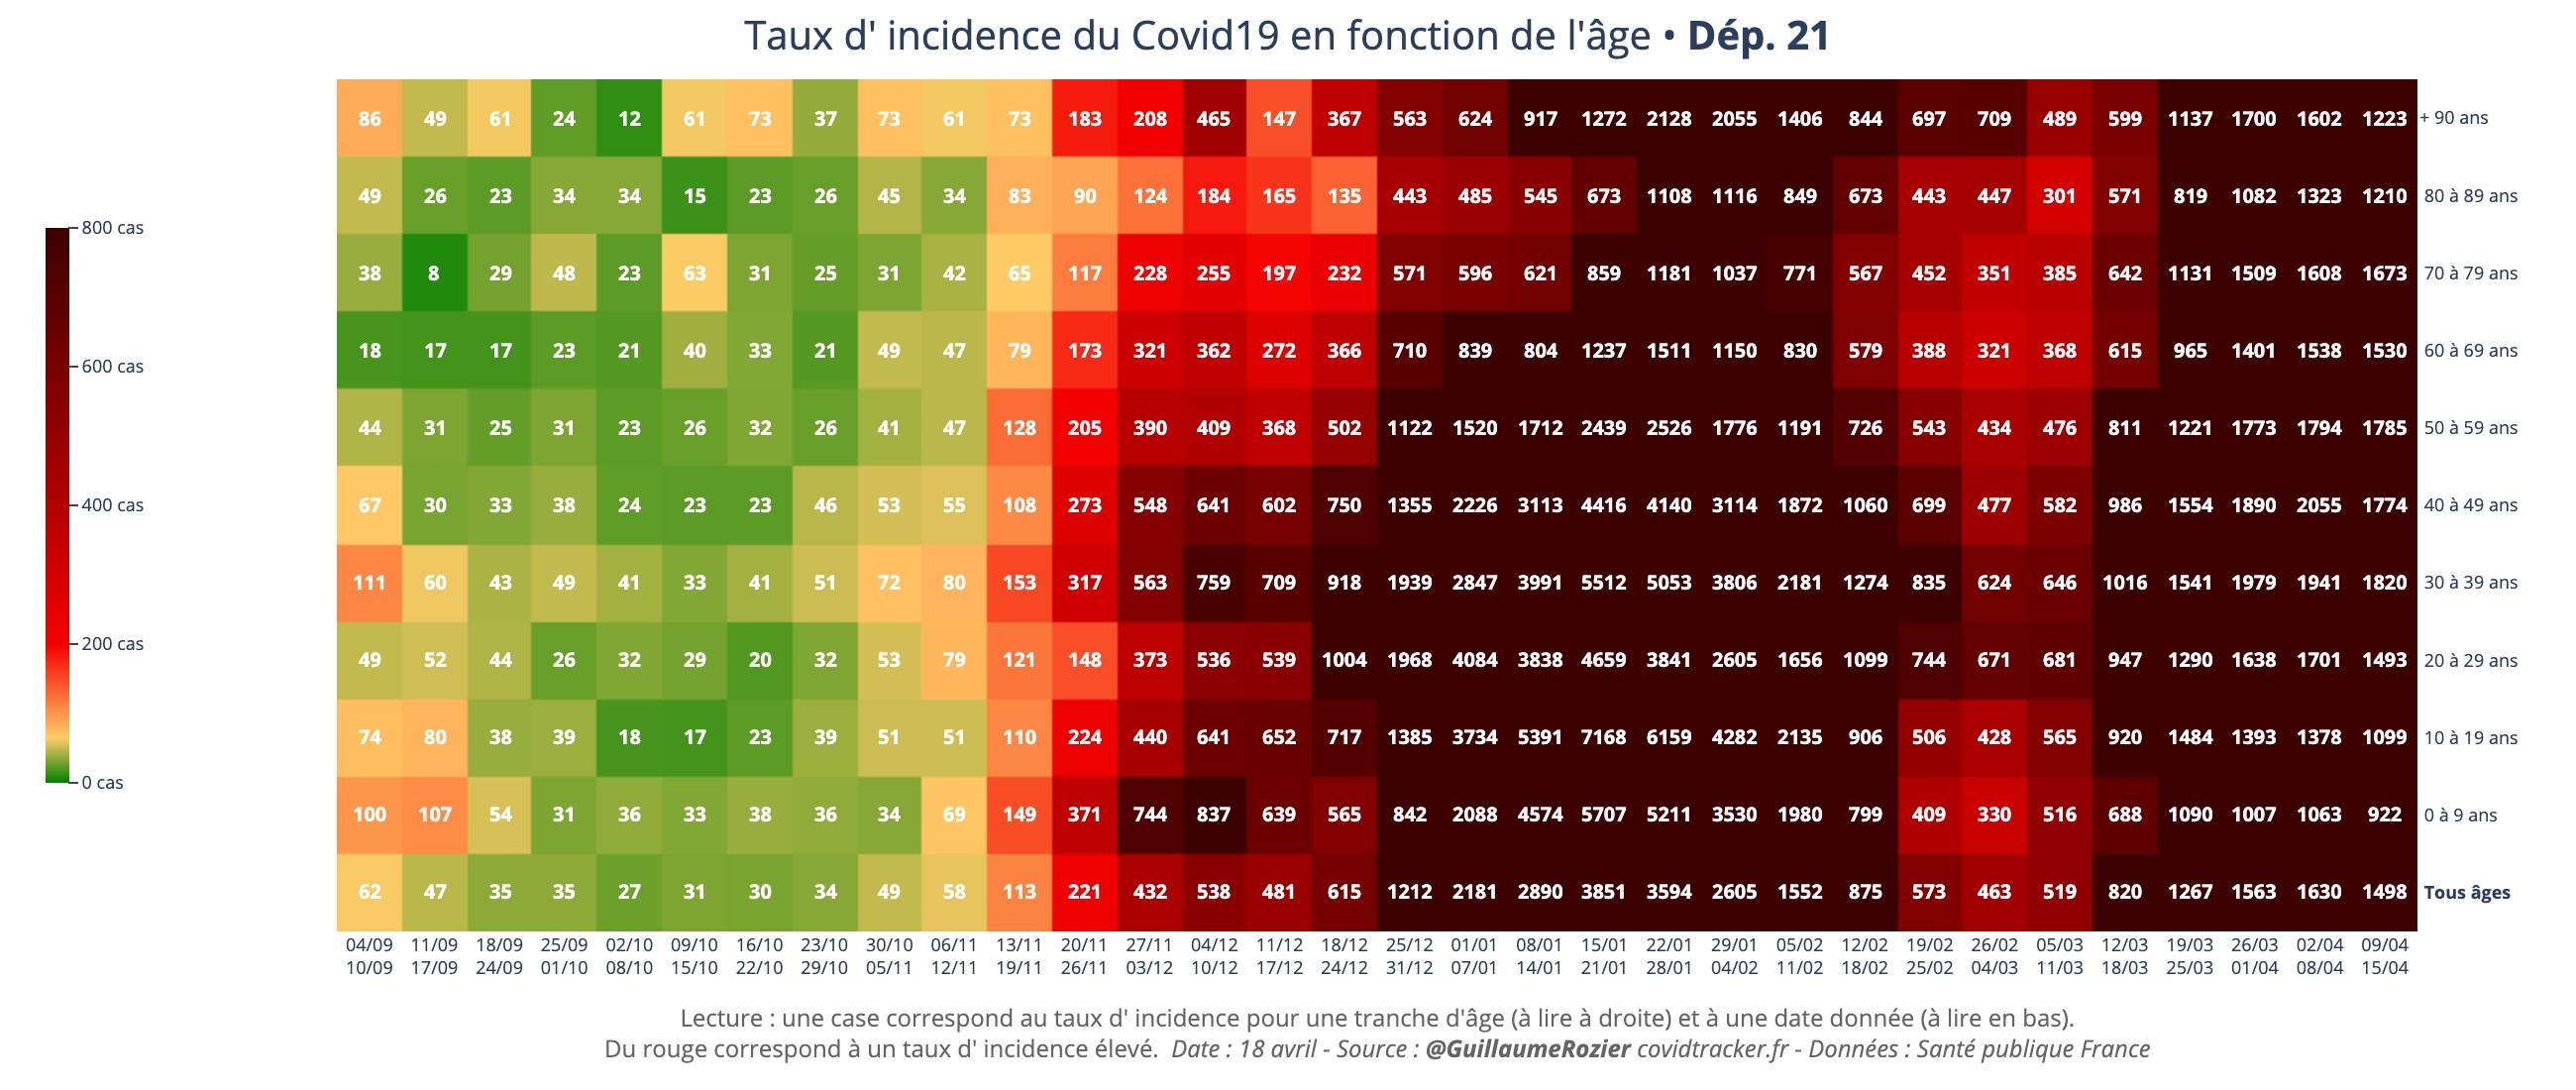 Taux d' incidence du Covid19 en fonction de l'âge • Dép. 21
800 cas
600 cas
400 cas
200 cas
0 cas
86 49 61 24 12 61 73 37 73 61 73 183 208 465 147 367 563 624 917 1272 2128 2055 1406 844 697 709 489 599 1137 1700 1602 1223 + 90 ans
49 26 23 34 34 15 23 26 45 34 83 90 124 184 165 135 443 485 545 673 1108 1116 849 673 443 447 301 571 819 1082 1323 1210 80 à 89 ans
38 8 29 48 23 63 31 25 31 42 65 117 228 255 197 232 571 596 621 859 1181 1037 771 567 452 351 385 642 1131 1509 1608 1673 70 à 79 ans
18 17 17 23 21 40 33 21 49 47 79 173 321 362 272 366 710 839 804 1237 1511 1150 830 579 388 321 368 615 965 1401 1538 1530 60 à 69 ans
44 31 25 31 23 26 32 26 41 47 128 205 390 409 368 502 1122 1520 1712 2439 2526 1776 1191 726 543 434 476 811 1221 1773 1794 1785 50 à 59 ans
67 30 33 38 24 23 23 46 53 55 108 273 548 641 602 750 1355 2226 3113 4416 4140 3114 1872 1060 699 477 582 986 1554 1890 2055 1774 40 à 49 ans
111 60 43 49 41 33 41 51 72 80 153 317 563 759 709 918 1939 2847 3991 5512 5053 3806 2181 1274 835 624 646 1016 1541 1979 1941 1820 30 à 39 ans
49 52 44 26 32 29 20 32 53 79 121 148 373 536 539 1004 1968 4084 3838 4659 3841 2605 1656 1099 744 671 681 947 1290 1638 1701 1493 20 à 29 ans
74 80 38 39 18 17 23 39 51 51 110 224 440 641 652 717 1385 3734 5391 7168 6159 4282 2135 906 506 428 565 920 1484 1393 1378 1099 10 à 19 ans
100 107 54 31 36 33 38 36 34 69 149 371 744 837 639 565 842 2088 4574 5707 5211 3530 1980 799 409 330 516 688 1090 1007 1063 922 0 à 9 ans
62 47 35 35 27 31 30 34 49 58 113 221 432 538 481 615 1212 2181 2890 3851 3594 2605 1552 875 573 463 519 820 1267 1563 1630 1498 Tous âges
04/09 11/09 18/09 25/09 02/10 09/10 16/10 23/10 30/10 06/11 13/11 20/11 27/11 04/12 11/12 18/12 25/12 01/01 08/01 15/01 22/01 29/01 05/02 12/02 19/02 26/02 05/03 12/03 19/03 26/03 02/04 09/04
10/09 17/09 24/09 01/10 08/10 15/10 22/10 29/10 05/11 12/11 19/11 26/11 03/12 10/12 17/12 24/12 31/12 07/01 14/01 21/01 28/01 04/02 11/02 18/02 25/02 04/03 11/03 18/03 25/03 01/04 08/04 15/04
Lecture : une case correspond au taux d' incidence pour une tranche d'âge (à lire à droite) et à une date donnée (à lire en bas).
Du rouge correspond à un taux d' incidence élevé. Date : 18 avril - Source : @GuillaumeRozier covidtracker.fr - Données : Santé publique France